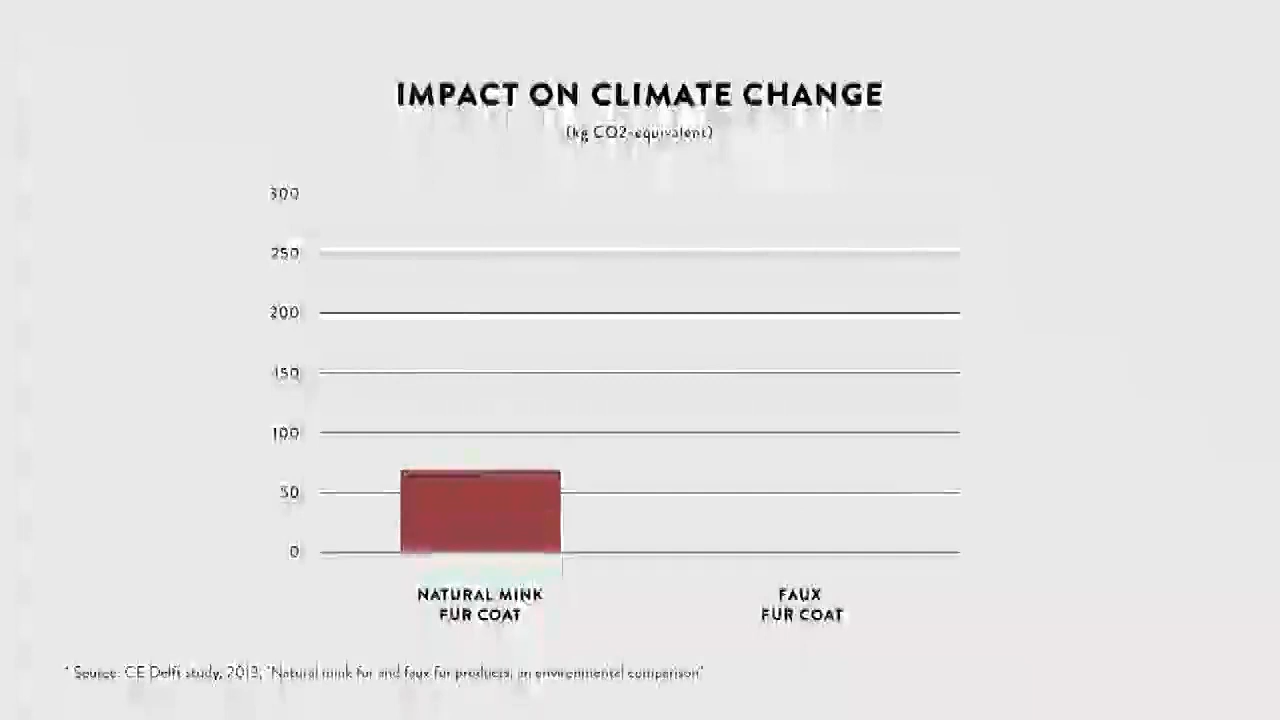 IMPACT ON CLIMATE CHANGE
(kg CO2-equivalent)
300
250
200
150
100
50
0
NATURAL MINK
FUR COAT
FAUX
FUR COAT
* Source: CE Delft study, 2013, "Natural mink fur and faux fur products, an environmental comparison"